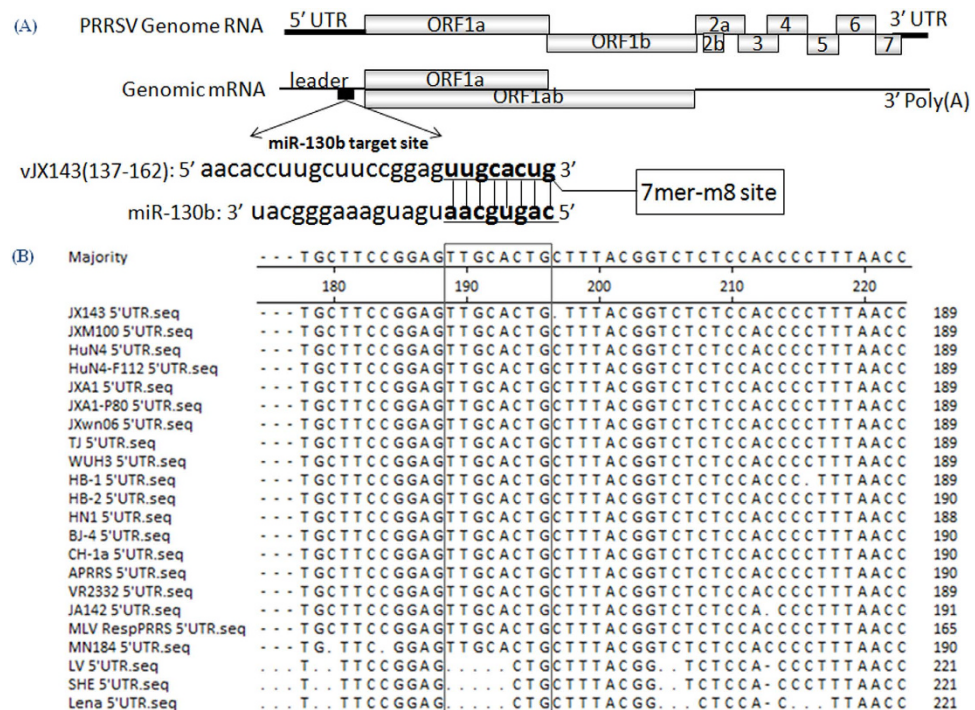 (A)
PRRSV Genome RNA 5' UTR ORF1a ORF1b 2a 2b 3 4 5 6 7 3' UTR
Genomic mRNA leader ORF1a ORF1ab 3' Poly(A)
miR-130b target site
vJX143(137-162): 5' aacaccuugcuuccggaguugcacug 3'
7mer-m8 site
miR-130b: 3' uacgggaaaguaguaacgugac 5'
(B)
Majority - - - TGCTTCCGGAGTTGCACTGCTTTACGGTCTCTCCACCCCTTTAACC
180 190 200 210 220
JX143 5'UTR.seq - - - TGCTTCCGGAGTTGCACTG.TTTACGGTCTCTCCACCCCTTTAACC 189
JXM100 5'UTR.seq - - - TGCTTCCGGAGTTGCACTGCTTTACGGTCTCTCCACCCCTTTAACC 189
HuN4 5'UTR.seq - - - TGCTTCCGGAGTTGCACTGCTTTACGGTCTCTCCACCCCTTTAACC 189
HuN4-F112 5'UTR.seq - - - TGCTTCCGGAGTTGCACTGCTTTACGGTCTCTCCACCCCTTTAACC 189
JXA1 5'UTR.seq - - - TGCTTCCGGAGTTGCACTGCTTTACGGTCTCTCCACCCCTTTAACC 189
JXA1-P80 5'UTR.seq - - - TGCTTCCGGAGTTGCACTGCTTTACGGTCTCTCCACCCCTTTAACC 189
JXwn06 5'UTR.seq - - - TGCTTCCGGAGTTGCACTGCTTTACGGTCTCTCCACCCCTTTAACC 189
TJ 5'UTR.seq - - - TGCTTCCGGAGTTGCACTGCTTTACGGTCTCTCCACCCCTTTAACC 189
WUH3 5'UTR.seq - - - TGCTTCCGGAGTTGCACTGCTTTACGGTCTCTCCACCCCTTTAACC 189
HB-1 5'UTR.seq - - - TGCTTCCGGAGTTGCACTGCTTTACGGTCTCTCCACCC.TTTAACC 189
HB-2 5'UTR.seq - - - TGCTTCCGGAGTTGCACTGCTTTACGGTCTCTCCACCCCTTTAACC 190
HN1 5'UTR.seq - - - TGCTTCCGGAGTTGCACTGCTTTACGGTCTCTCCACCCCTTTAACC 188
BJ-4 5'UTR.seq - - - TGCTTCCGGAGTTGCACTGCTTTACGGTCTCTCCACCCCTTTAACC 190
CH-1a 5'UTR.seq - - - TGCTTCCGGAGTTGCACTGCTTTACGGTCTCTCCACCCCTTTAACC 190
APRRS 5'UTR.seq - - - TGCTTCCGGAGTTGCACTGCTTTACGGTCTCTCCACCCCTTTAACC 190
VR2332 5'UTR.seq - - - TGCTTCCGGAGTTGCACTGCTTTACGGTCTCTCCACCCCTTTAACC 189
JA142 5'UTR.seq - - - TGCTTCCGGAGTTGCACTGCTTTACGGTCTCTCCA.CCCTTTAACC 191
MLV RespPRRS 5'UTR.seq - - - TGCTTCCGGAGTTGCACTGCTTTACGGTCTCTCCACCCCTTTAACC 165
MN184 5'UTR.seq - - - TG.TTC.GGAGTTGCACTGCTTTACGGTCTCTCCACCCCTTTAACC 190
LV 5'UTR.seq . . . T..TTCCGGAG.....CTGCTTTACGG..TCTCCA-CCCTTTAACC 221
SHE 5'UTR.seq . . . T..TTCCGGAG.....CTGCTTTACGG..TCTCCA-CCCTTTAACC 221
Lena 5'UTR.seq . . . T..TTCCGGAG.....CTGCTTTACGG...CTCCA-C...TTAACC 221